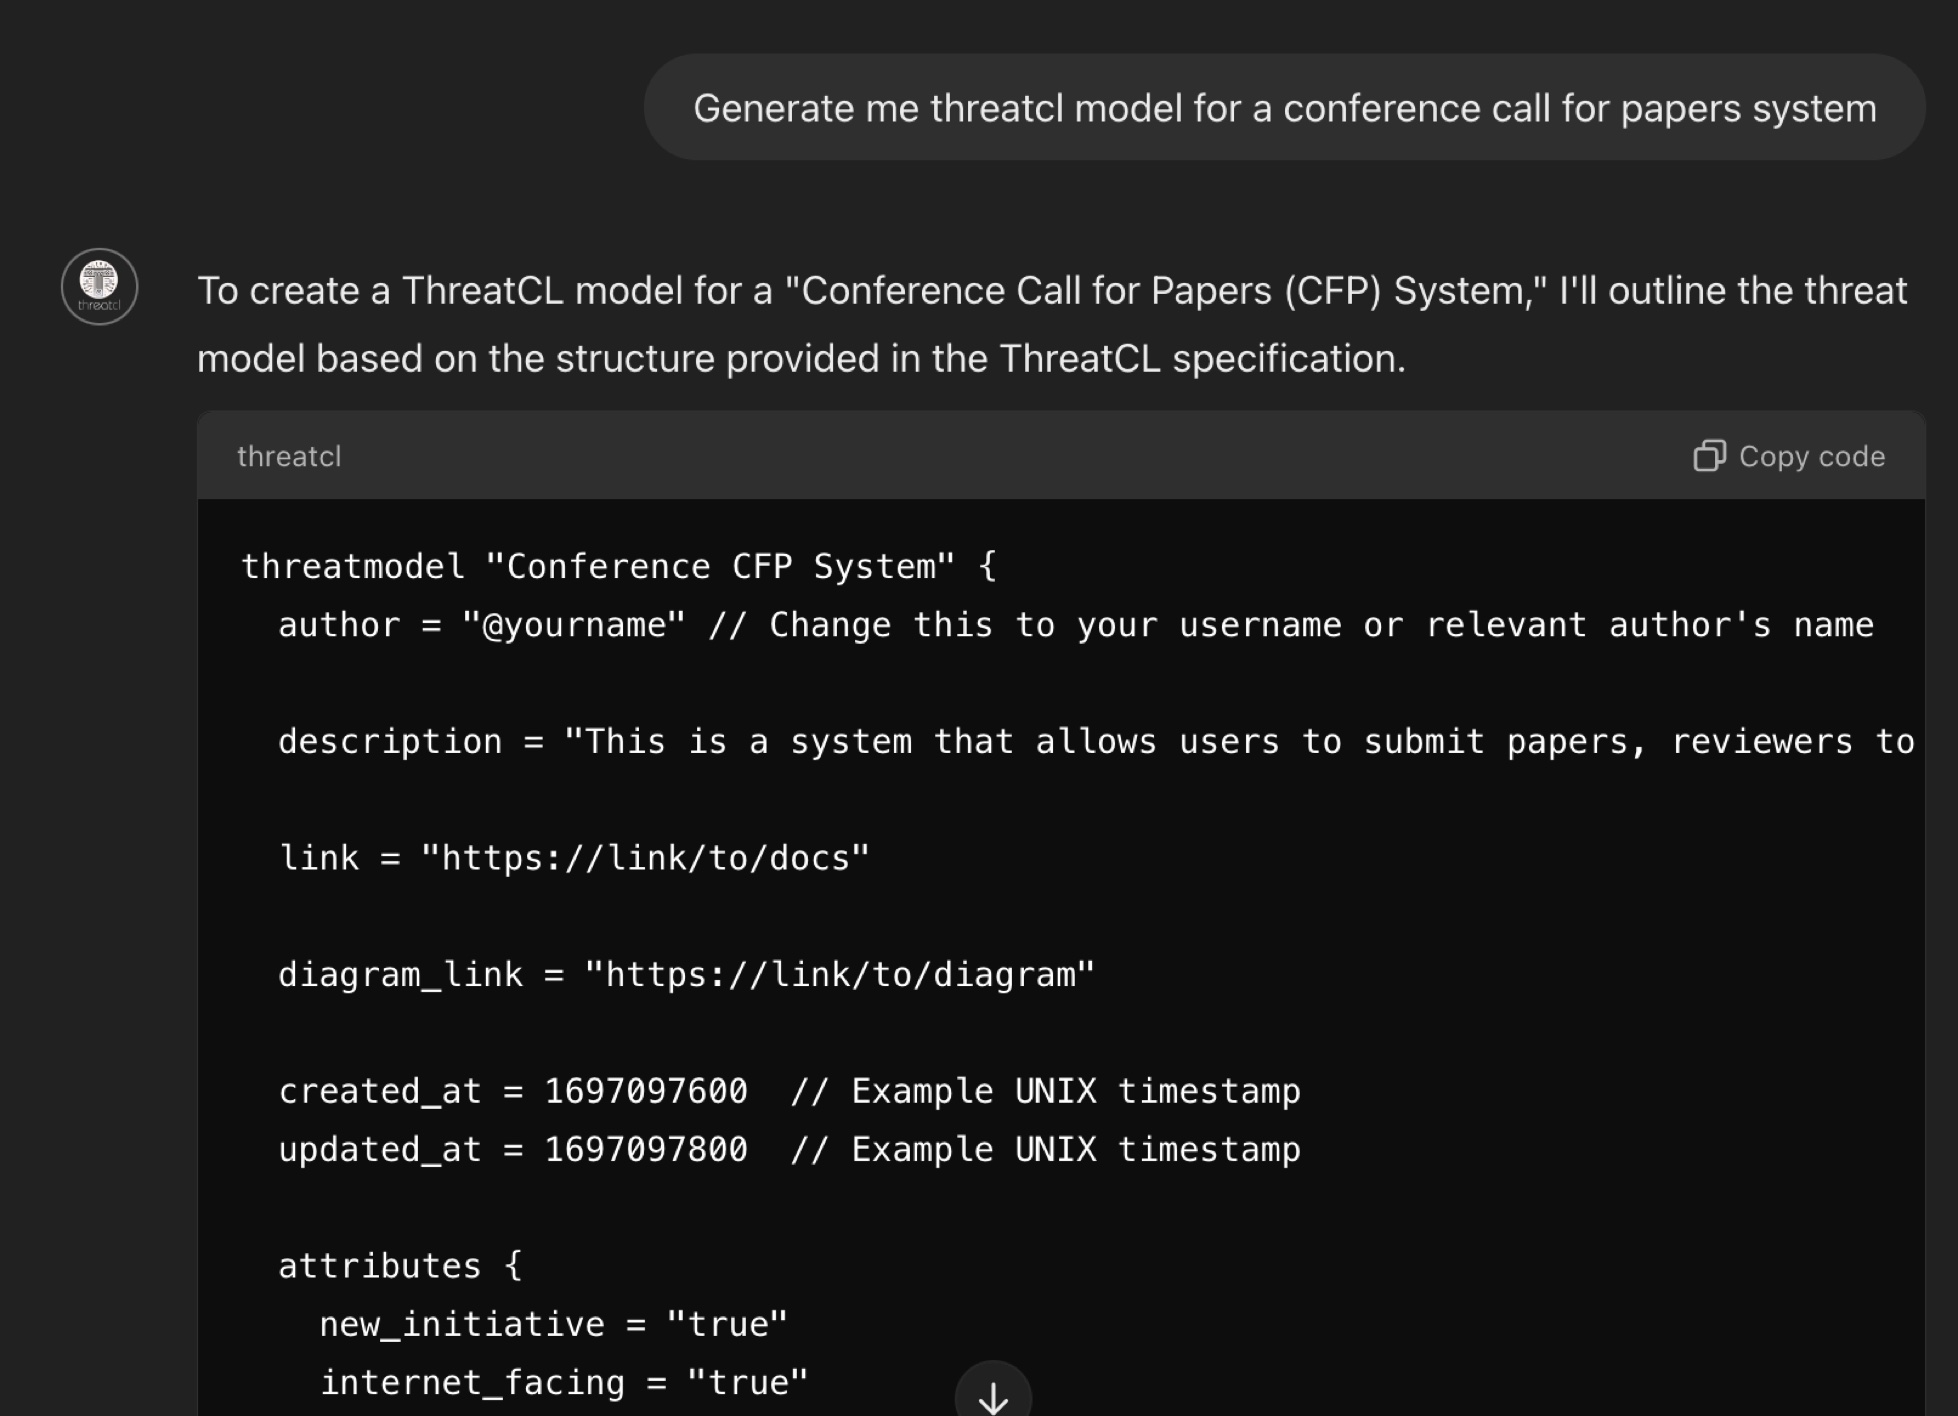 Generate me threatcl model for a conference call for papers system
threatcl
To create a ThreatCL model for a "Conference Call for Papers (CFP) System," I'll outline the threat
model based on the structure provided in the ThreatCL specification.
threatcl
Copy code
threatmodel "Conference CFP System" {
author = "@yourname" // Change this to your username or relevant author's name
description = "This is a system that allows users to submit papers, reviewers to
link = "https://link/to/docs"
diagram_link = "https://link/to/diagram"
created_at = 1697097600  // Example UNIX timestamp
updated_at = 1697097800  // Example UNIX timestamp
attributes {
new_initiative = "true"
internet_facing = "true"